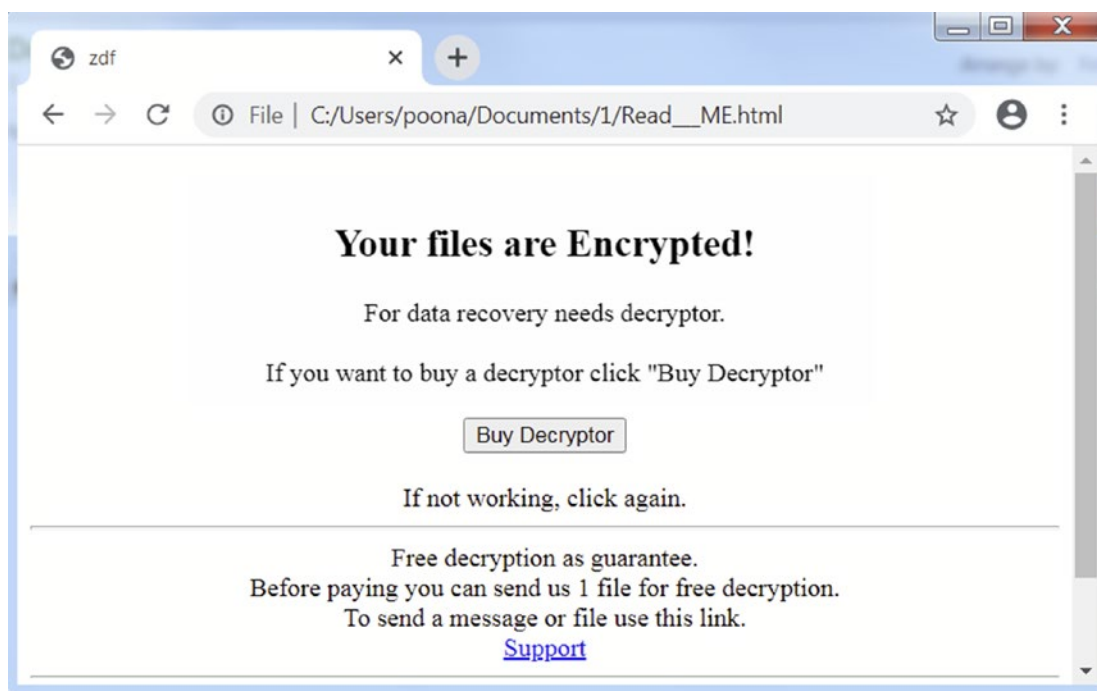 zdf
File | C:/Users/poona/Documents/1/Read__ME.html
Your files are Encrypted!
For data recovery needs decryptor.
If you want to buy a decryptor click "Buy Decryptor"
Buy Decryptor
If not working, click again.
Free decryption as guarantee.
Before paying you can send us 1 file for free decryption.
To send a message or file use this link.
Support